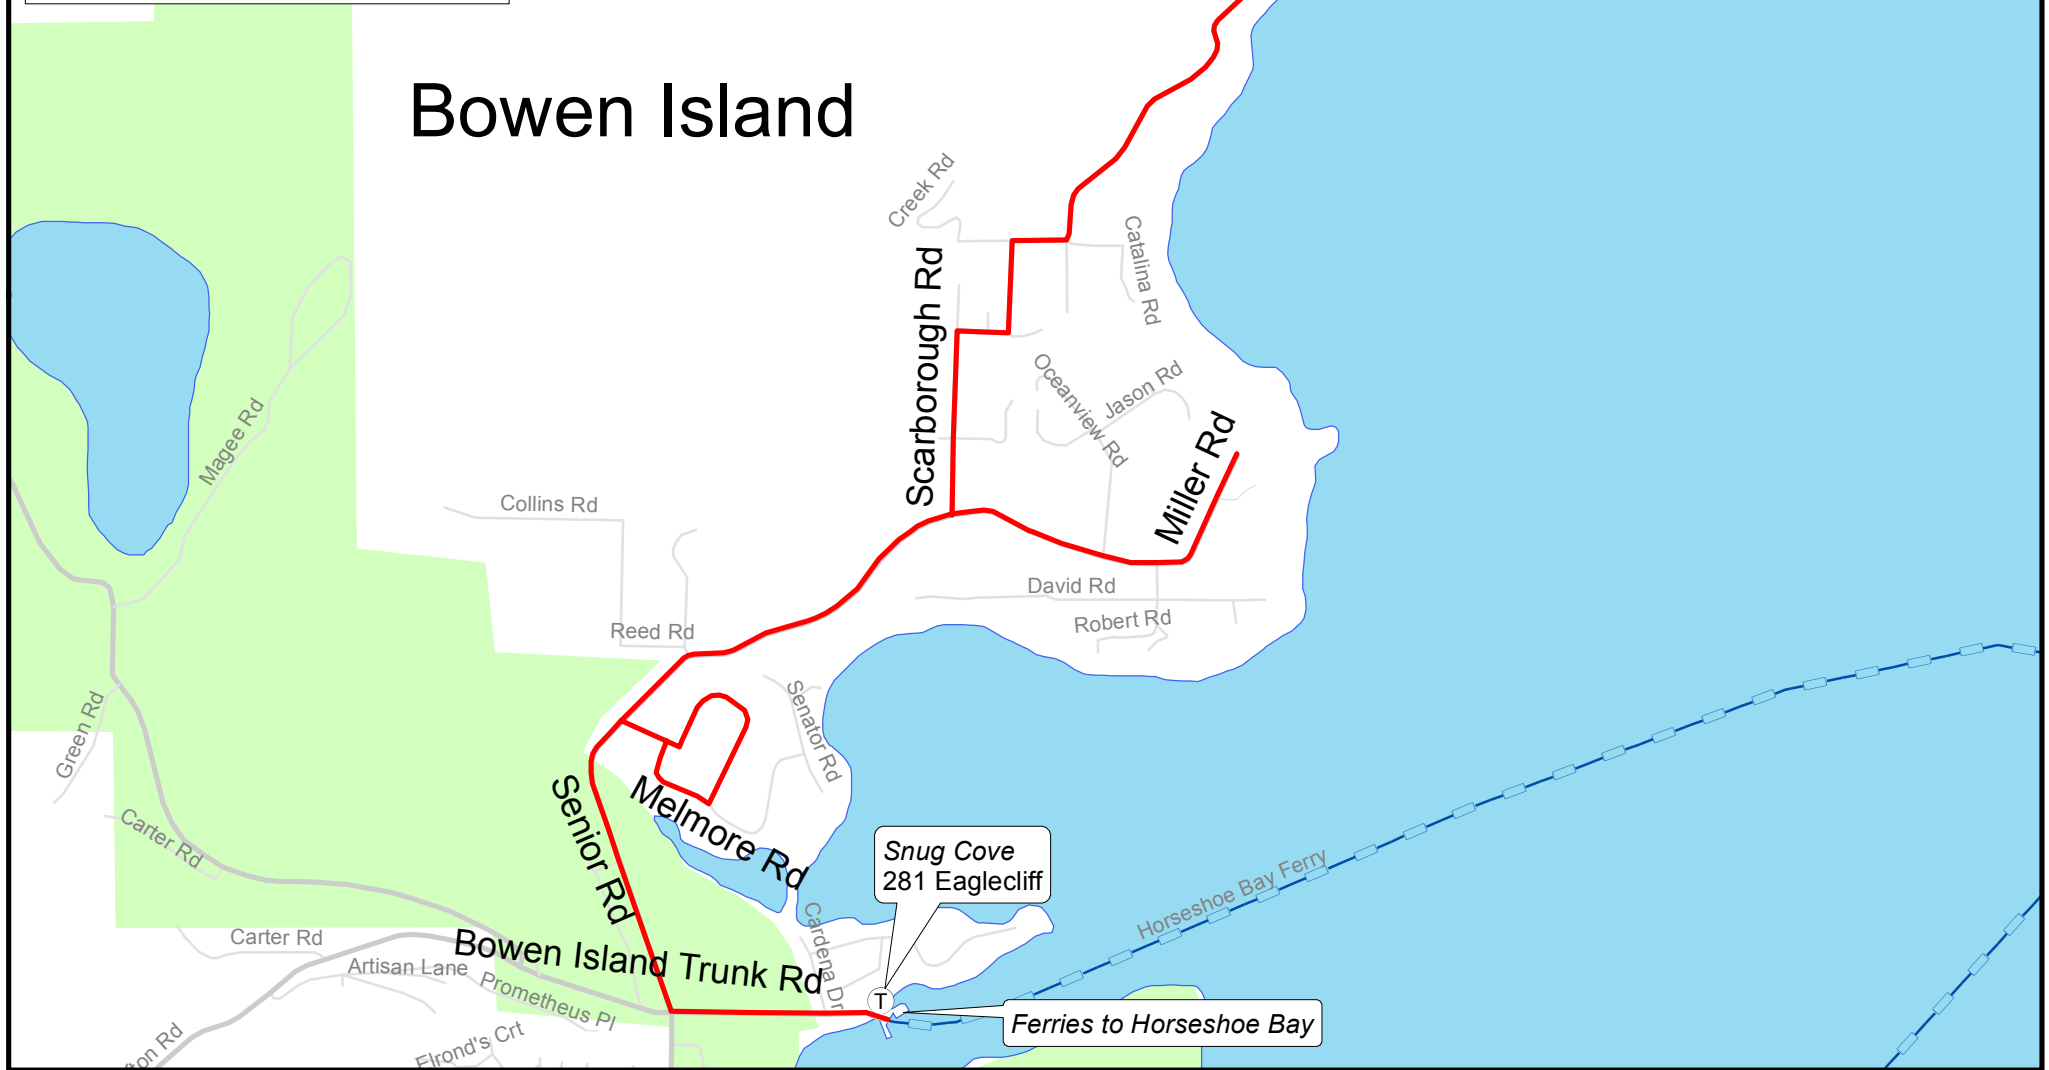 Bowen Island
Creek Rd
Catalina Rd
Scarborough Rd
Oceanview Rd
Jason Rd
Magee Rd
Miller Rd
Collins Rd
David Rd
Robert Rd
Reed Rd
Senator Rd
Green Rd
Senior Rd
Melmore Rd
Carter Rd
Snug Cove
281 Eaglecliff
Horseshoe Bay Ferry
Cardena Dr
Carter Rd
Bowen Island Trunk Rd
Artisan Lane
Prometheus Pl
T
Ferries to Horseshoe Bay
Elrond's Crt
Rd